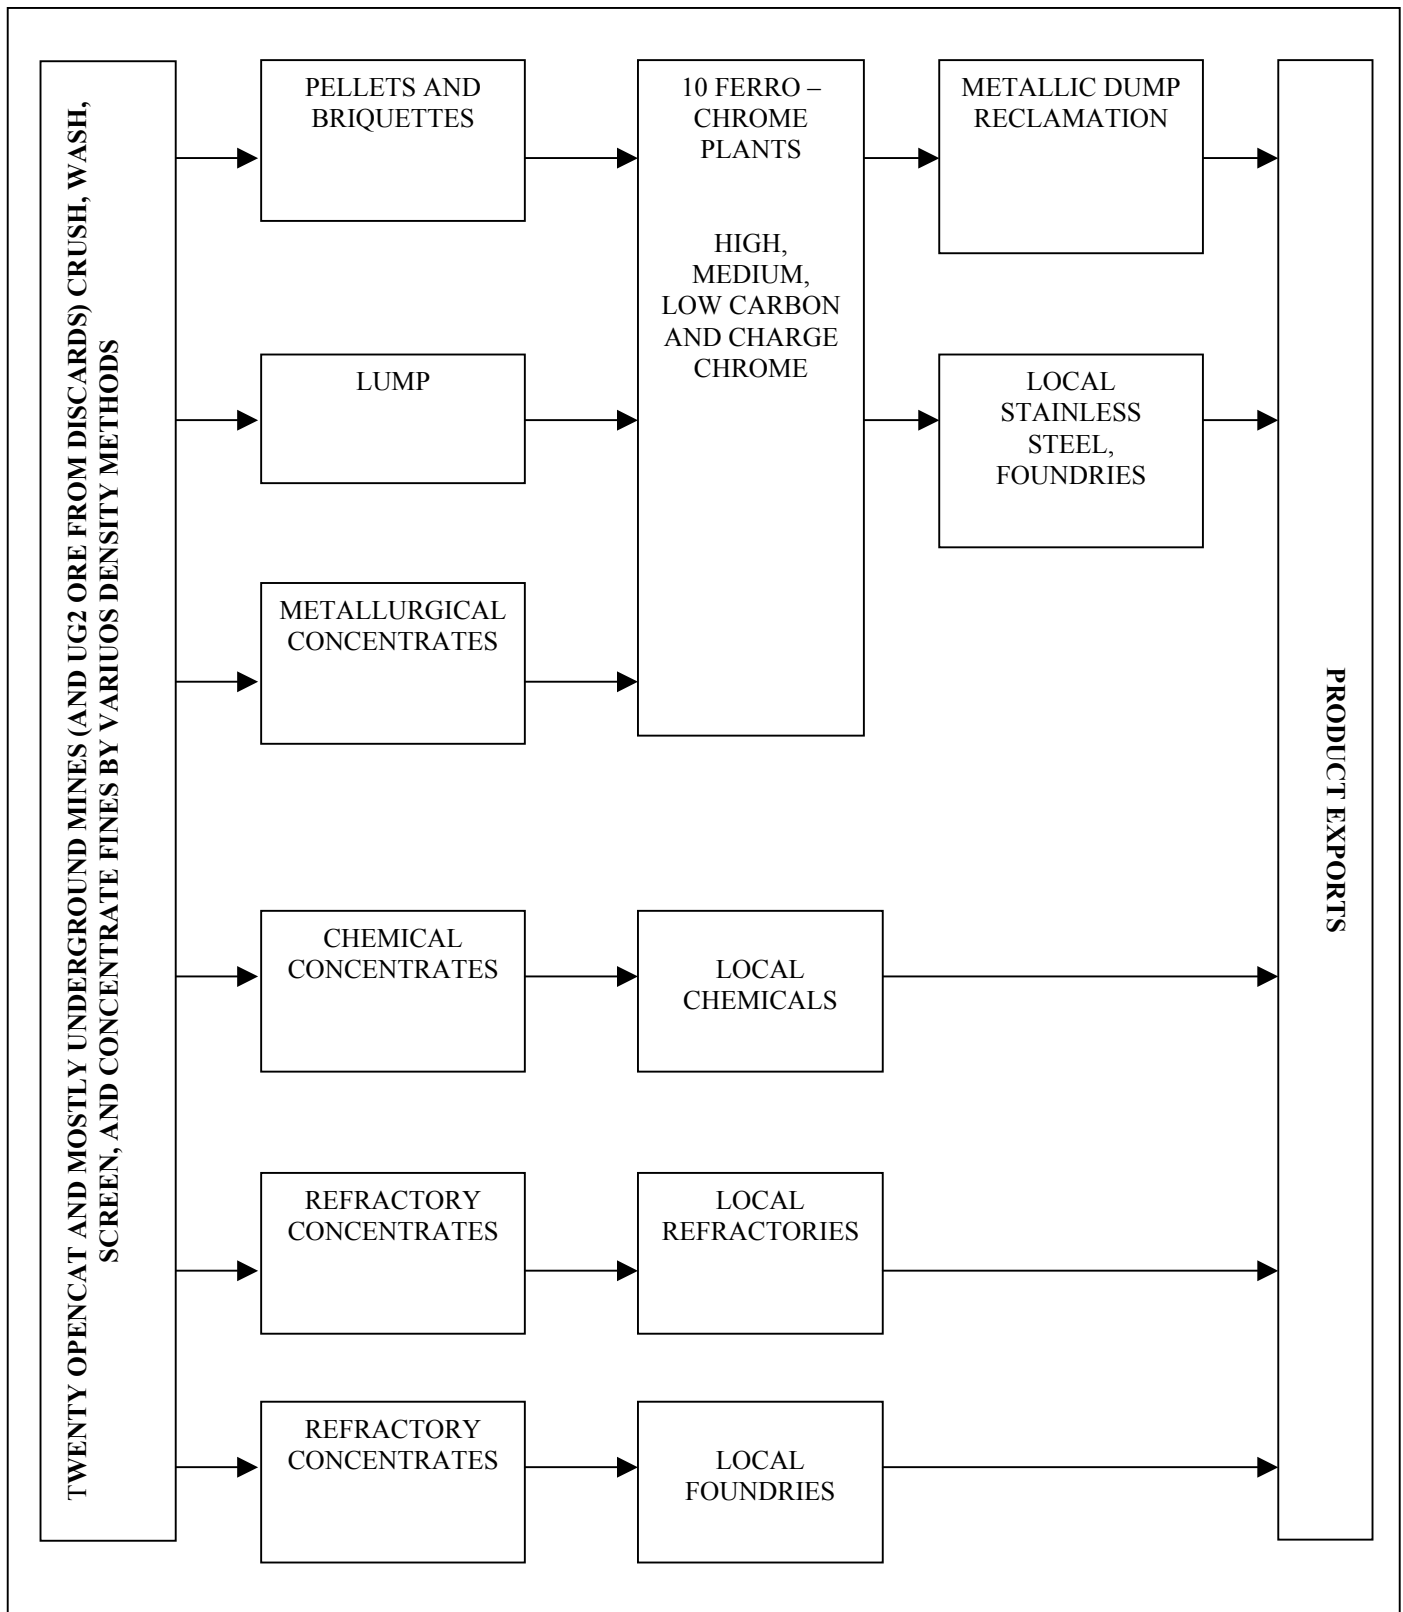 TWENTY OPENCAT AND MOSTLY UNDERGROUND MINES (AND UG2 ORE FROM DISCARDS) CRUSH, WASH,
SCREEN, AND CONCENTRATE FINES BY VARIUOS DENSITY METHODS
PELLETS AND
BRIQUETTES
10 FERRO –
CHROME
PLANTS
HIGH,
MEDIUM,
LOW CARBON
AND CHARGE
CHROME
METALLIC DUMP
RECLAMATION
LUMP
LOCAL
STAINLESS
STEEL,
FOUNDRIES
METALLURGICAL
CONCENTRATES
CHEMICAL
CONCENTRATES
LOCAL
CHEMICALS
REFRACTORY
CONCENTRATES
LOCAL
REFRACTORIES
REFRACTORY
CONCENTRATES
LOCAL
FOUNDRIES
PRODUCT EXPORTS